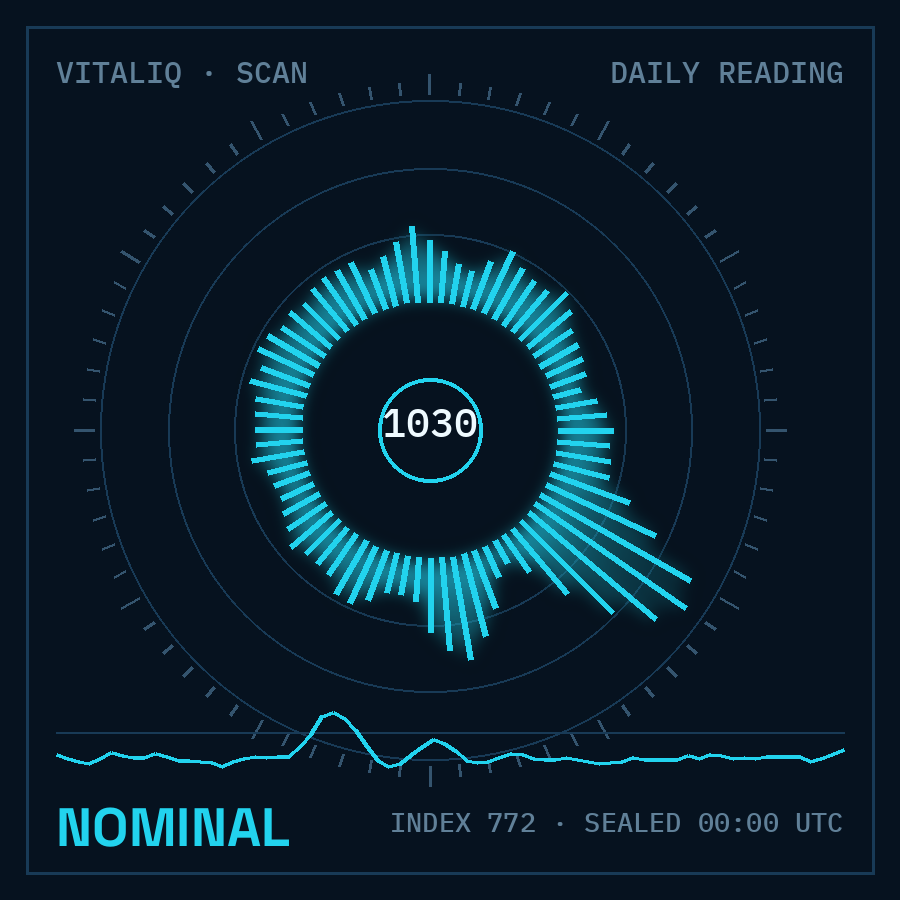 VITALIQ · SCAN
DAILY READING
1030
NOMINAL
INDEX 772 · SEALED 00:00 UTC